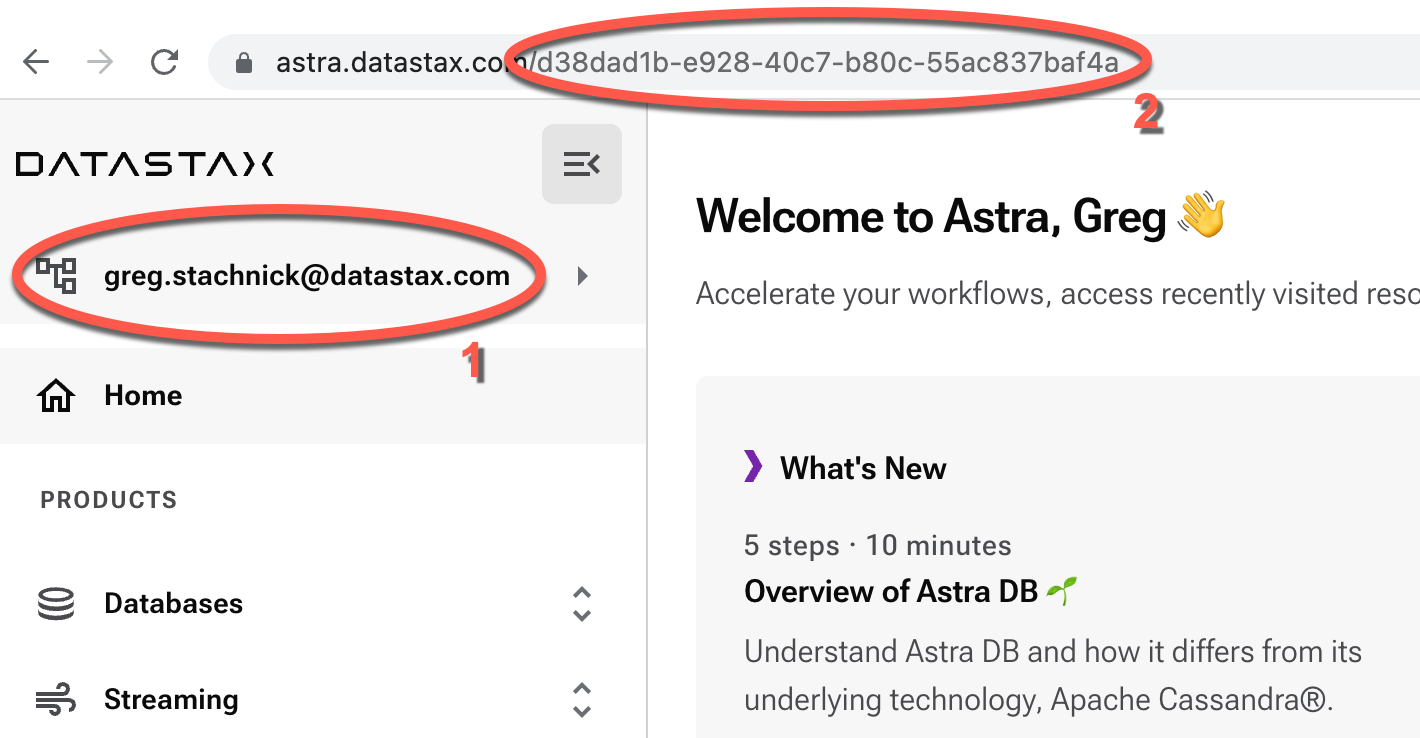 astra.datastax.com/d38dad1b-e928-40c7-b80c-55ac837baf4a
2
DATASTAX
greg.stachnick@datastax.com
1
Home
PRODUCTS
Databases
Streaming
Welcome to Astra, Greg 👋
Accelerate your workflows, access recently visited reso
What's New
5 steps · 10 minutes
Overview of Astra DB 🌱
Understand Astra DB and how it differs from its
underlying technology, Apache Cassandra®.